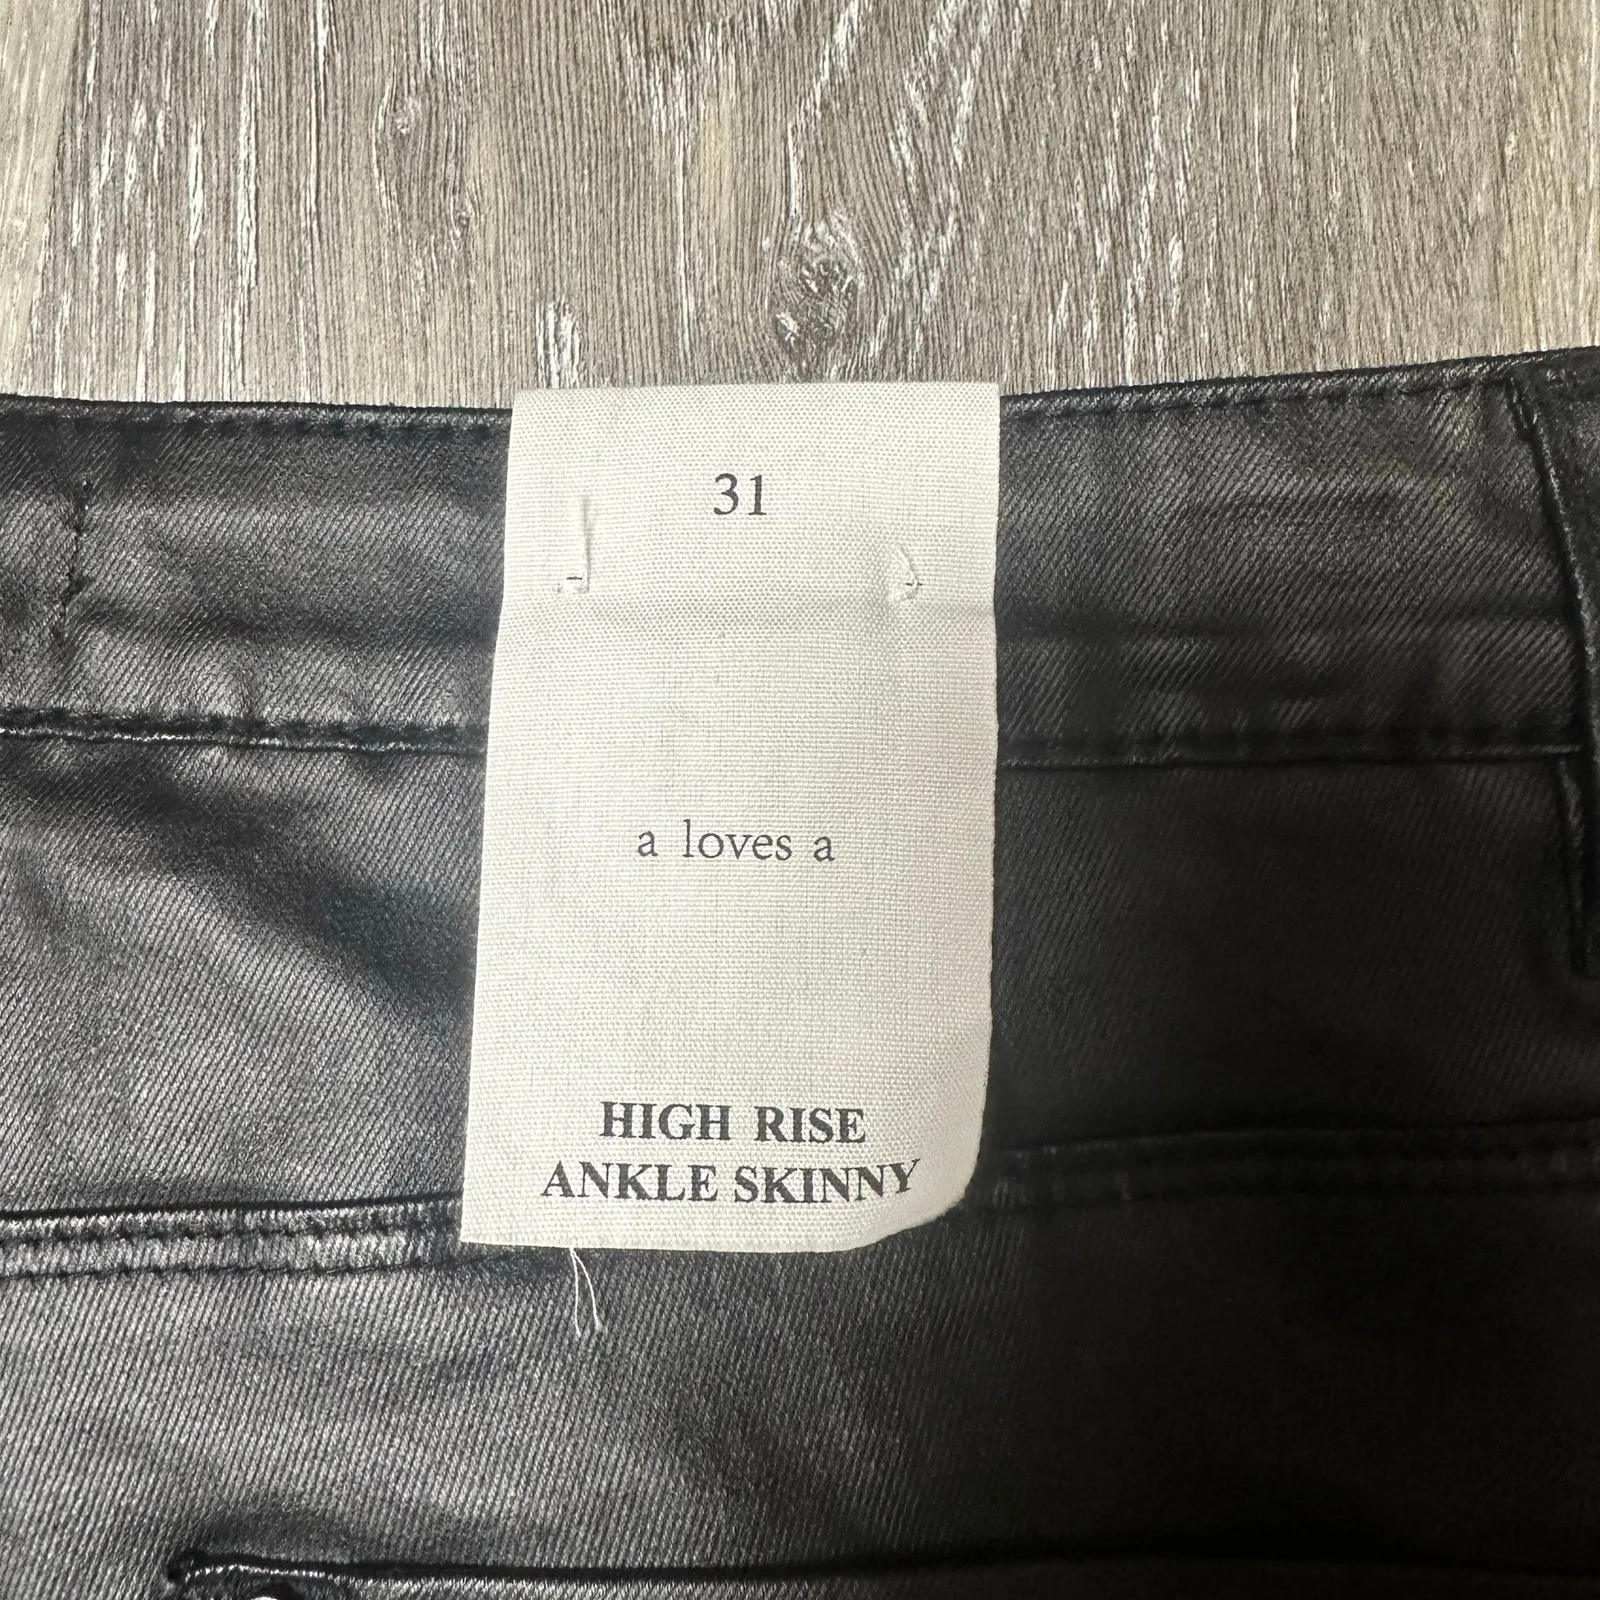 31
a loves a
HIGH RISE
ANKLE SKINNY